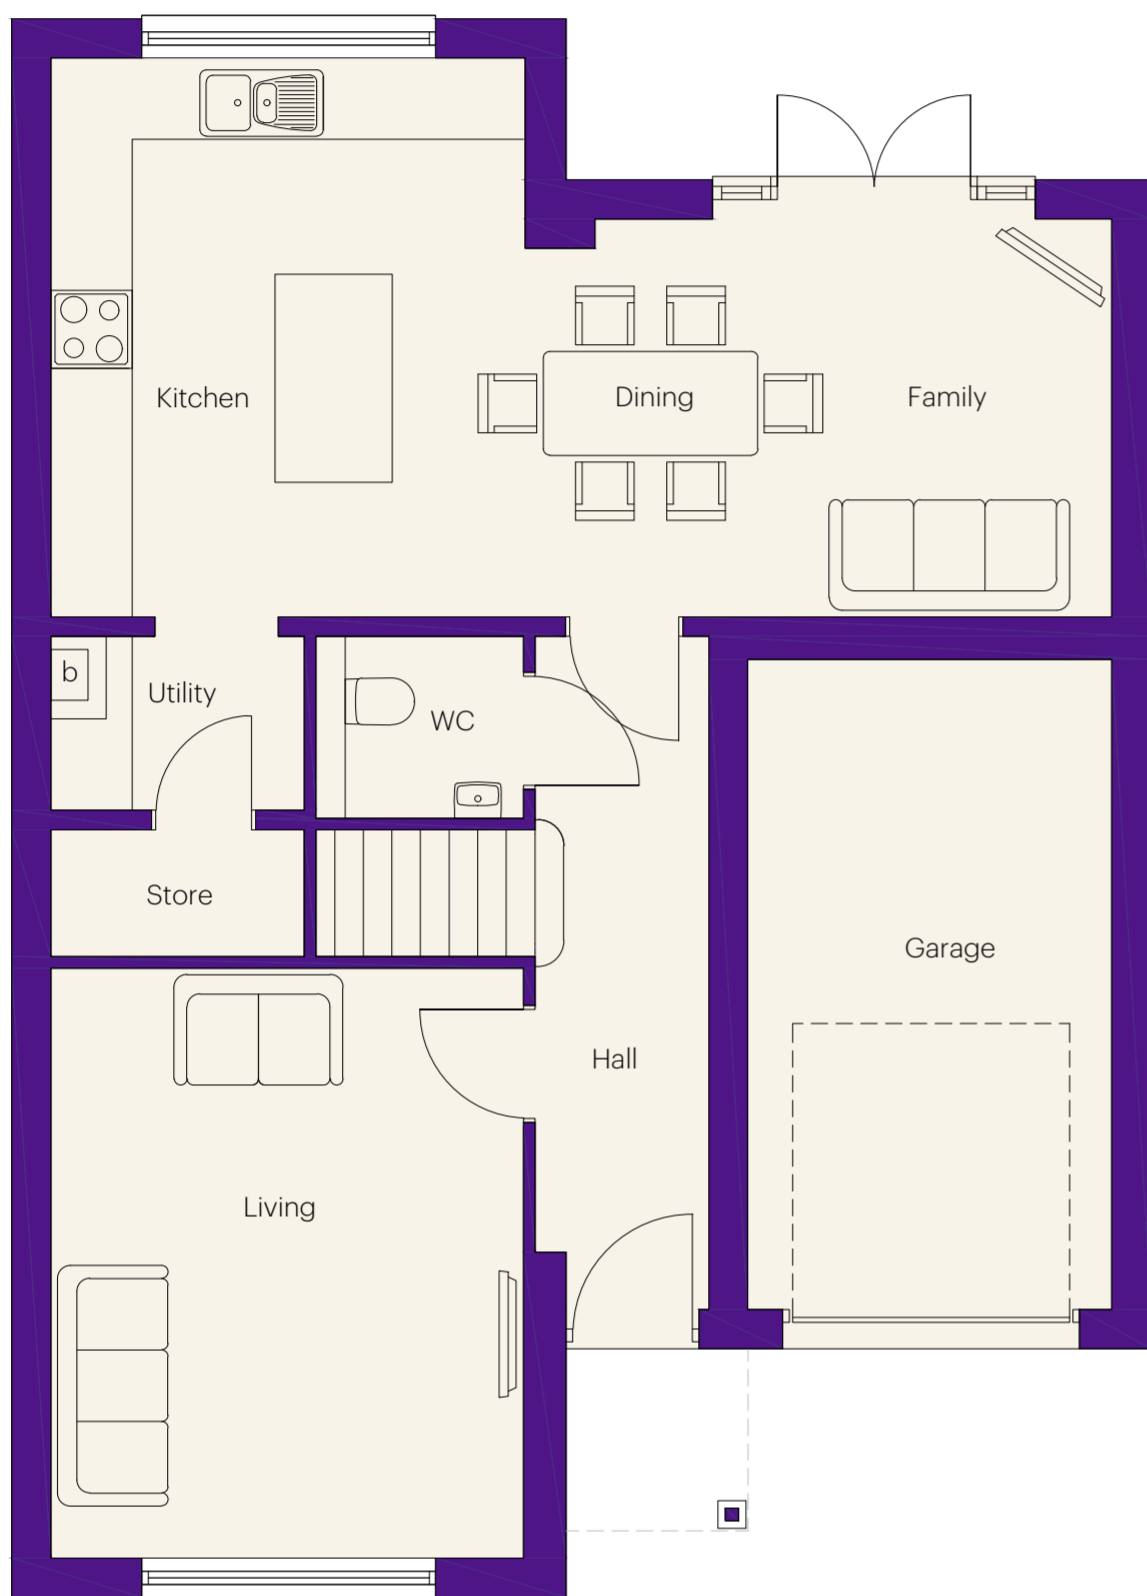 Kitchen
Dining
Family
b
Utility
WC
Store
Garage
Hall
Living